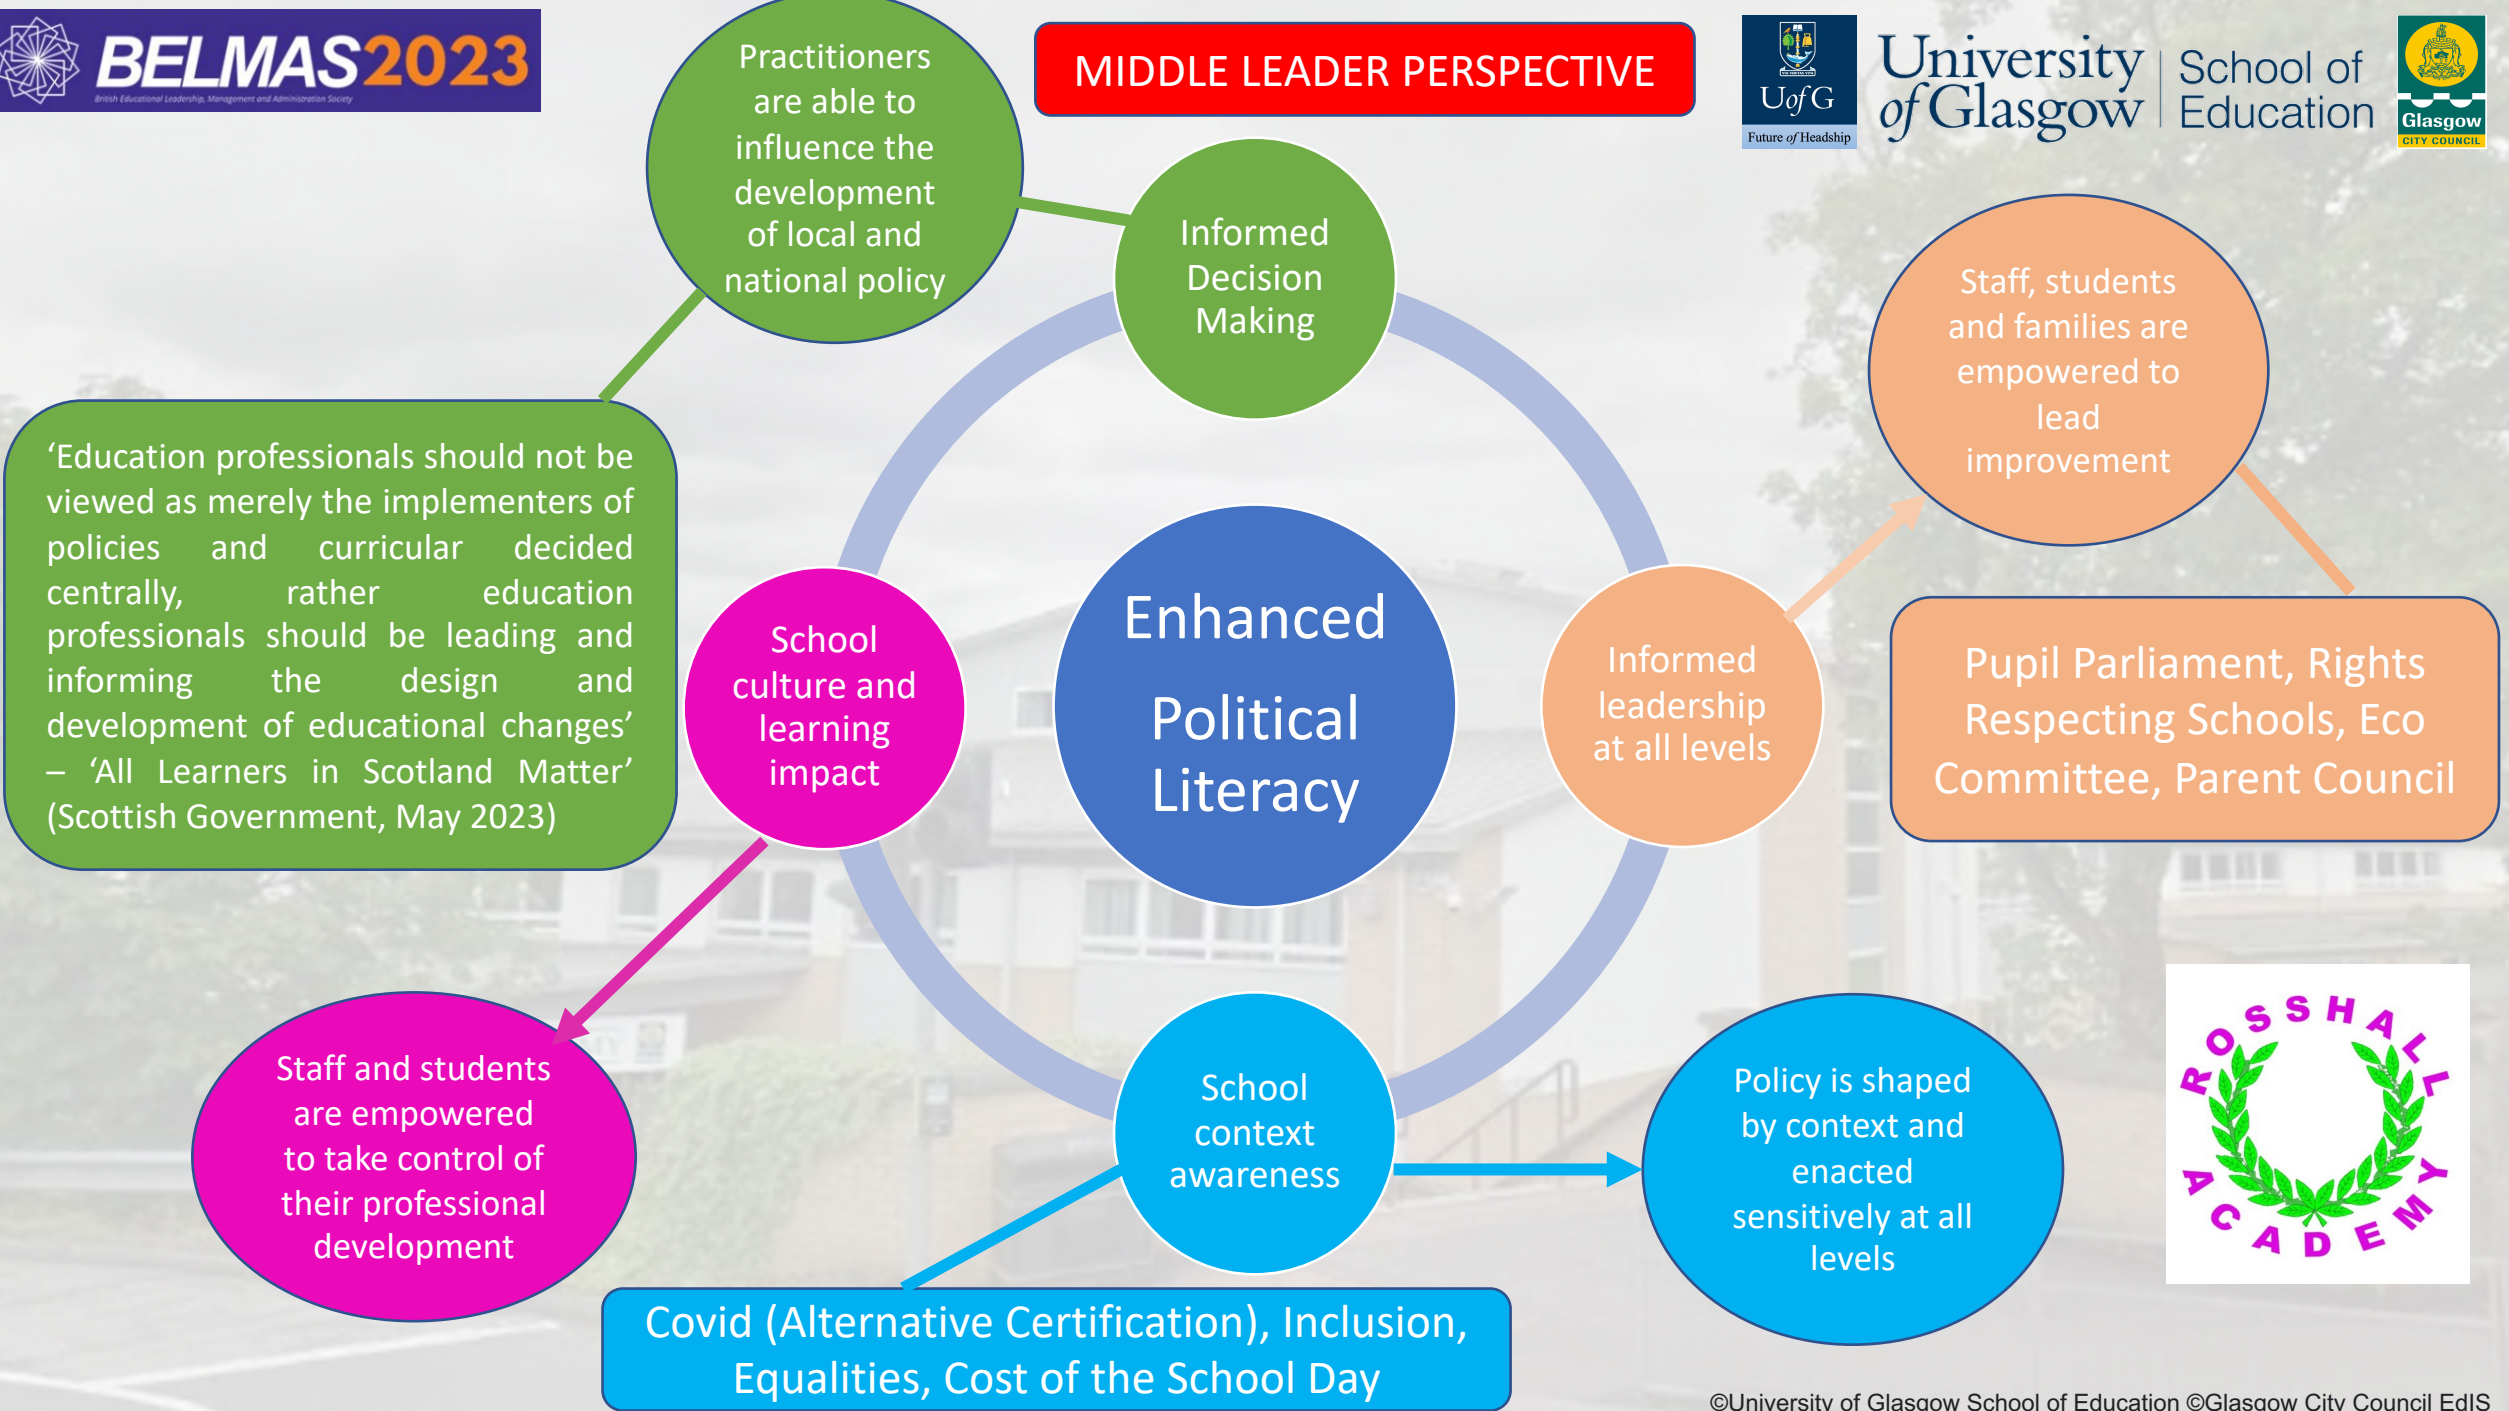 BELMAS2023
British Educational Leadership, Management and Administration Society
Practitioners
are able to
influence the
development
of local and
national policy
MIDDLE LEADER PERSPECTIVE
UofG
Future of Headship
University
of Glasgow
School of
Education
Glasgow
CITY COUNCIL
Informed
Decision
Making
Staff, students
and families are
empowered to
lead
improvement
‘Education professionals should not be
viewed as merely the implementers of
policies and curricular decided
centrally, rather education
professionals should be leading and
informing the design and
development of educational changes’
– ‘All Learners in Scotland Matter’
(Scottish Government, May 2023)
School
culture and
learning
impact
Enhanced
Political
Literacy
Informed
leadership
at all levels
Pupil Parliament, Rights
Respecting Schools, Eco
Committee, Parent Council
Staff and students
are empowered
to take control of
their professional
development
School
context
awareness
Policy is shaped
by context and
enacted
sensitively at all
levels
ROSSHALL
ACADEMY
Covid (Alternative Certification), Inclusion,
Equalities, Cost of the School Day
©University of Glasgow School of Education ©Glasgow City Council EdIS